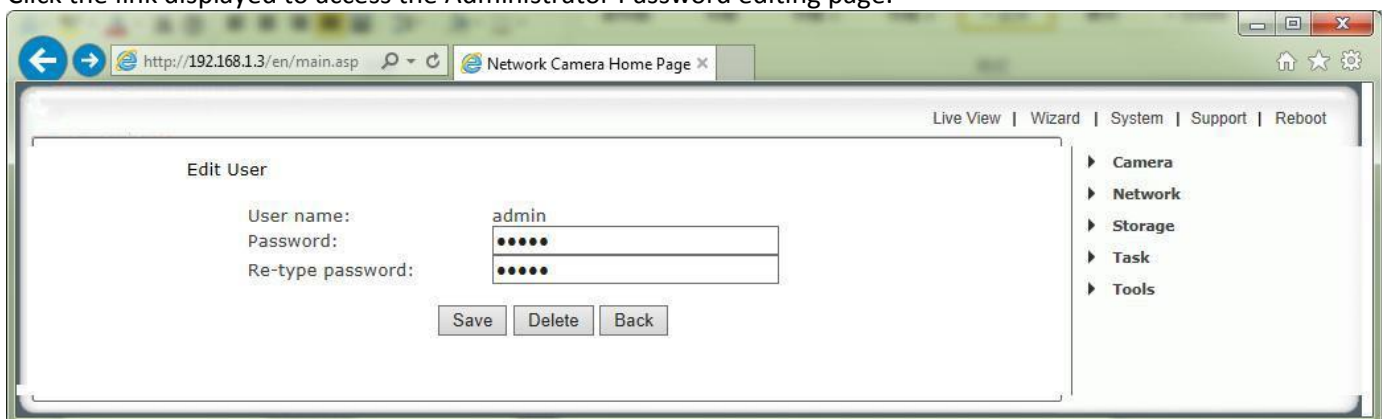 Click the link displayed to access the Administrator Password editing page.
http://192.168.1.3/en/main.asp
Network Camera Home Page
Live View | Wizard | System | Support | Reboot
Edit User
User name: admin
Password: •••••
Re-type password: •••••
Save Delete Back
Camera
Network
Storage
Task
Tools